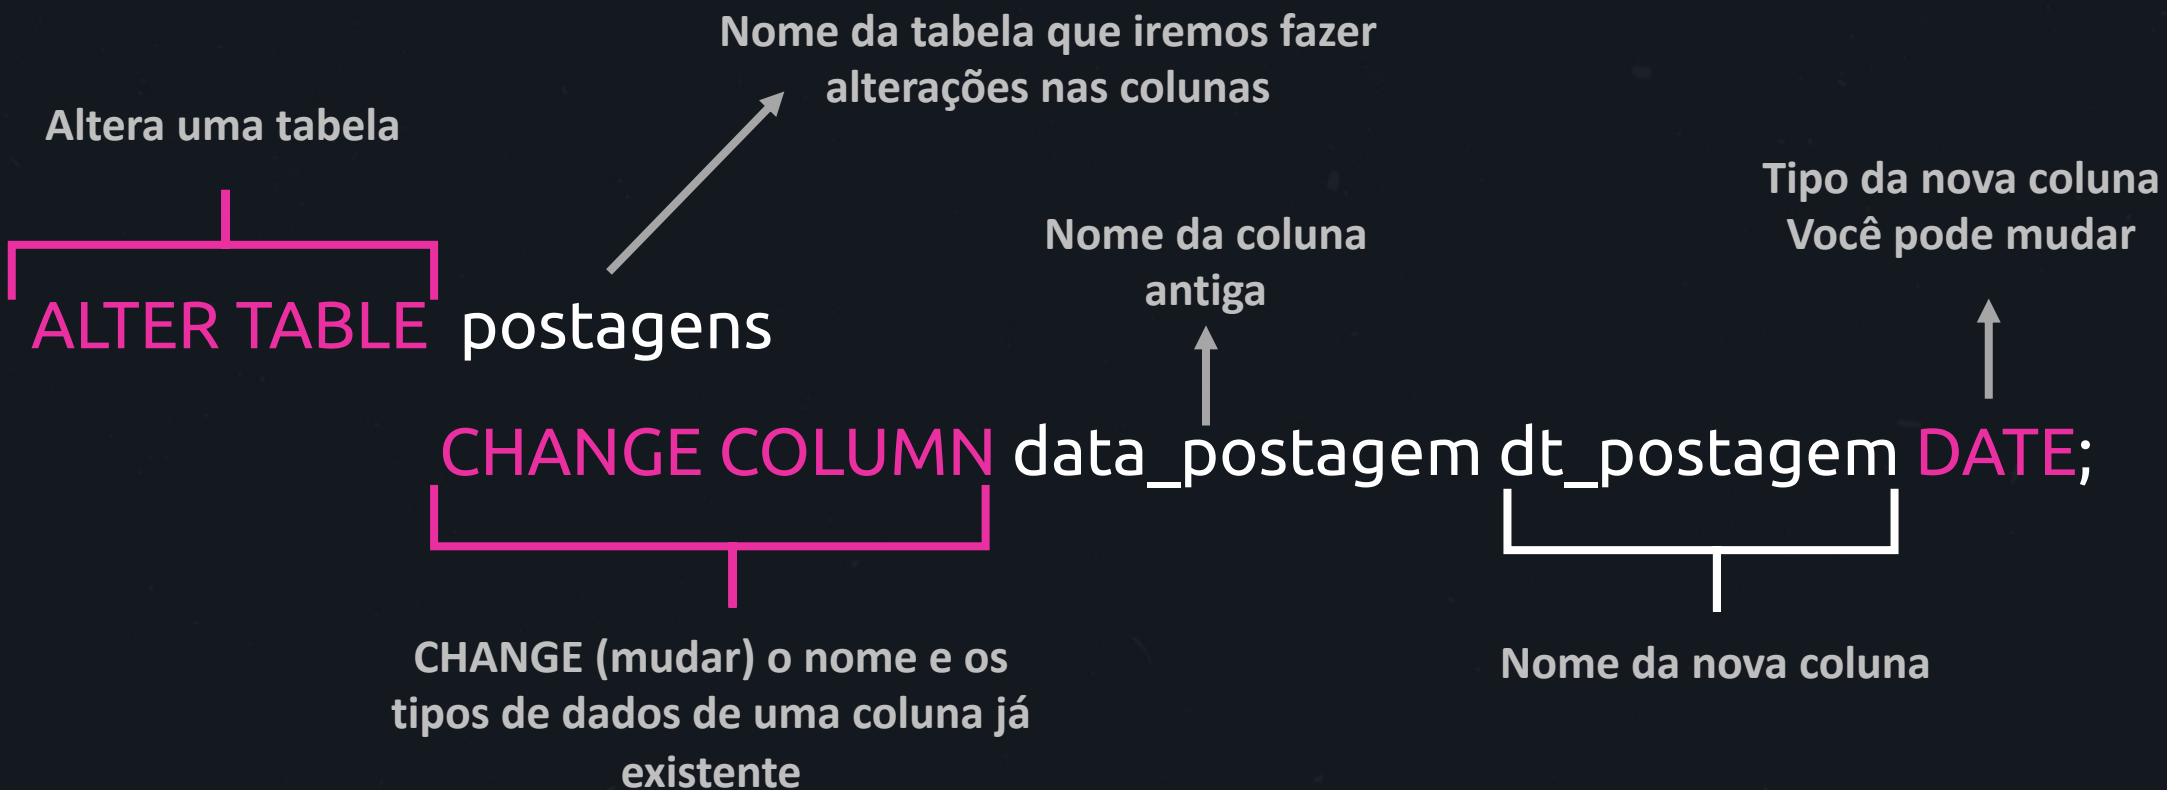 Nome da tabela que iremos fazer
alterações nas colunas
Altera uma tabela
Tipo da nova coluna
Você pode mudar
Nome da coluna
antiga
ALTER TABLE postagens
CHANGE COLUMN data_postagem dt_postagem DATE;
CHANGE (mudar) o nome e os
tipos de dados de uma coluna já
existente
Nome da nova coluna